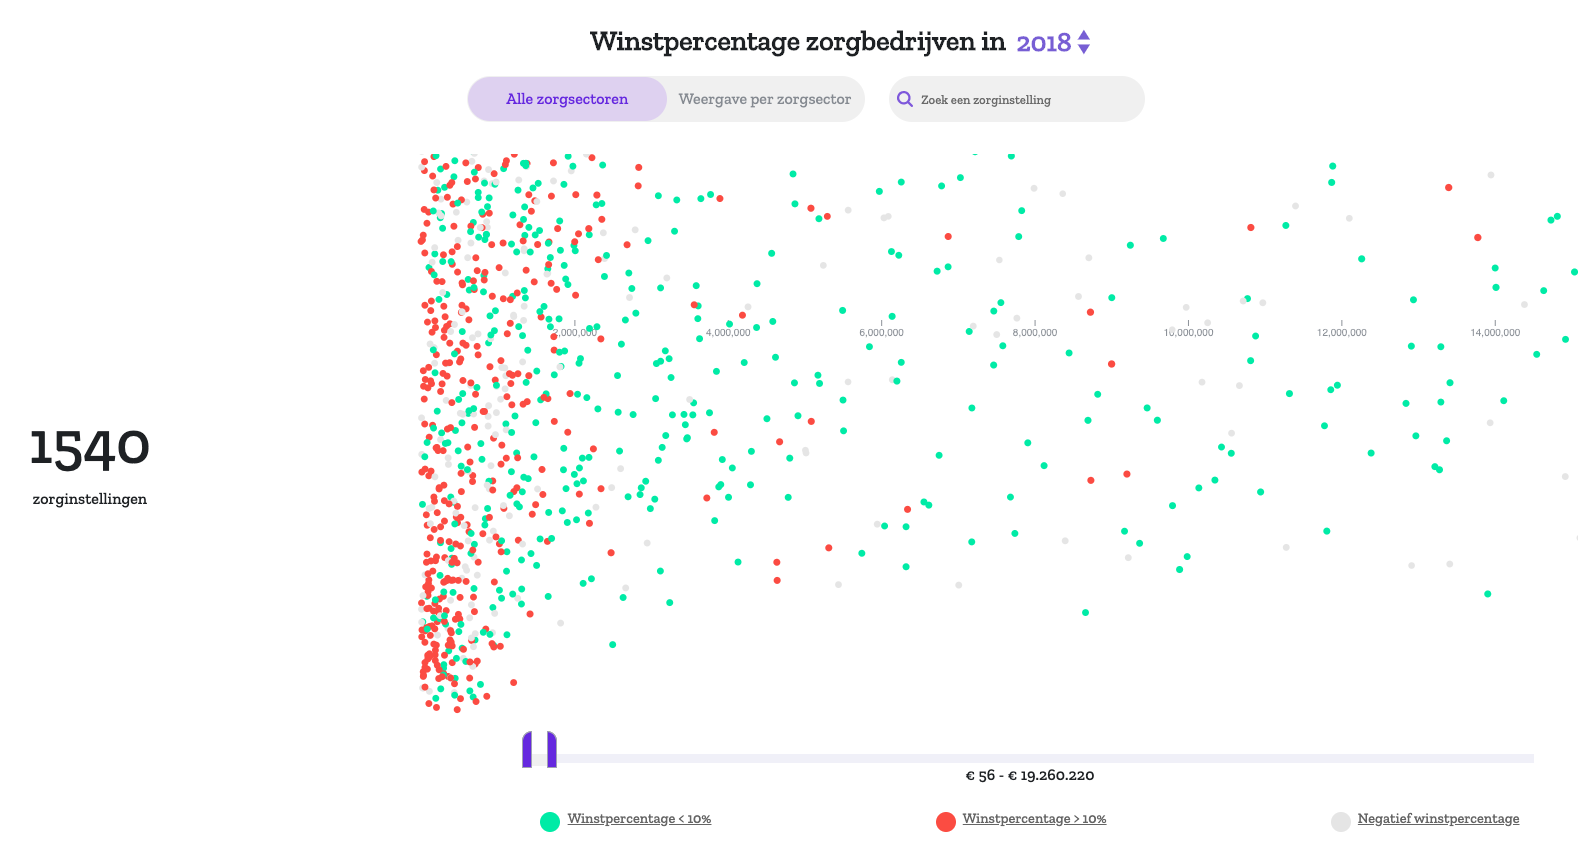 Winstpercentage zorgbedrijven in 2018
Alle zorgsectoren
Weergave per zorgsector
Zoek een zorginstelling
2,000,000
4,000,000
6,000,000
8,000,000
10,000,000
12,000,000
14,000,000
1540
zorginstellingen
€ 56 - € 19.260.220
Winstpercentage < 10%
Winstpercentage > 10%
Negatief winstpercentage